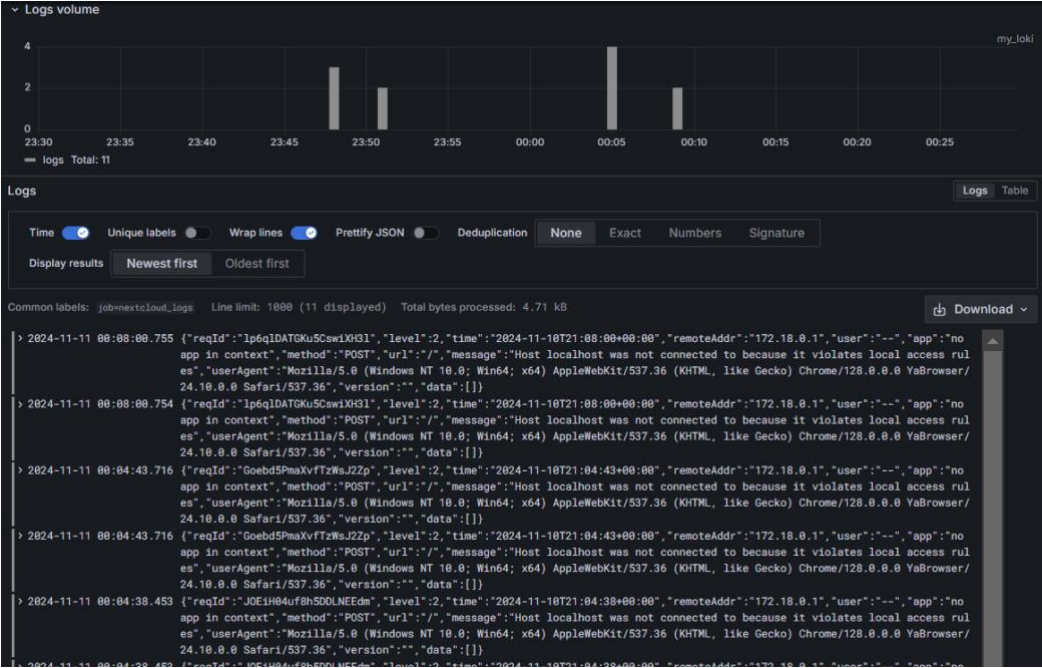 Logs volume
my_loki
4
2
0
23:30 23:35 23:40 23:45 23:50 23:55 00:00 00:05 00:10 00:15 00:20 00:25
logs Total: 11
Logs
Logs Table
Time Unique labels Wrap lines Prettify JSON Deduplication None Exact Numbers Signature
Display results Newest first Oldest first
Common labels: job=nextcloud_logs Line limit: 1000 (11 displayed) Total bytes processed: 4.71 kB
Download
> 2024-11-11 00:08:00.755 {"reqId":"lp6qlDATGKu5CswiXH3l","level":2,"time":"2024-11-10T21:08:00+00:00","remoteAddr":"172.18.0.1","user":"--","app":"no
app in context","method":"POST","url":"/","message":"Host localhost was not connected to because it violates local access rul
es","userAgent":"Mozilla/5.0 (Windows NT 10.0; Win64; x64) AppleWebKit/537.36 (KHTML, like Gecko) Chrome/128.0.0.0 YaBrowser/
24.10.0.0 Safari/537.36","version":"","data":[]}
> 2024-11-11 00:08:00.754 {"reqId":"lp6qlDATGKu5CswiXH3l","level":2,"time":"2024-11-10T21:08:00+00:00","remoteAddr":"172.18.0.1","user":"--","app":"no
app in context","method":"POST","url":"/","message":"Host localhost was not connected to because it violates local access rul
es","userAgent":"Mozilla/5.0 (Windows NT 10.0; Win64; x64) AppleWebKit/537.36 (KHTML, like Gecko) Chrome/128.0.0.0 YaBrowser/
24.10.0.0 Safari/537.36","version":"","data":[]}
> 2024-11-11 00:04:43.716 {"reqId":"Goebd5PmaXvfTzWsJ2Zp","level":2,"time":"2024-11-10T21:04:43+00:00","remoteAddr":"172.18.0.1","user":"--","app":"no
app in context","method":"POST","url":"/","message":"Host localhost was not connected to because it violates local access rul
es","userAgent":"Mozilla/5.0 (Windows NT 10.0; Win64; x64) AppleWebKit/537.36 (KHTML, like Gecko) Chrome/128.0.0.0 YaBrowser/
24.10.0.0 Safari/537.36","version":"","data":[]}
> 2024-11-11 00:04:43.716 {"reqId":"Goebd5PmaXvfTzWsJ2Zp","level":2,"time":"2024-11-10T21:04:43+00:00","remoteAddr":"172.18.0.1","user":"--","app":"no
app in context","method":"POST","url":"/","message":"Host localhost was not connected to because it violates local access rul
es","userAgent":"Mozilla/5.0 (Windows NT 10.0; Win64; x64) AppleWebKit/537.36 (KHTML, like Gecko) Chrome/128.0.0.0 YaBrowser/
24.10.0.0 Safari/537.36","version":"","data":[]}
> 2024-11-11 00:04:38.453 {"reqId":"JOEiH04uf8h5DDLNEEdm","level":2,"time":"2024-11-10T21:04:38+00:00","remoteAddr":"172.18.0.1","user":"--","app":"no
app in context","method":"POST","url":"/","message":"Host localhost was not connected to because it violates local access rul
es","userAgent":"Mozilla/5.0 (Windows NT 10.0; Win64; x64) AppleWebKit/537.36 (KHTML, like Gecko) Chrome/128.0.0.0 YaBrowser/
24.10.0.0 Safari/537.36","version":"","data":[]}